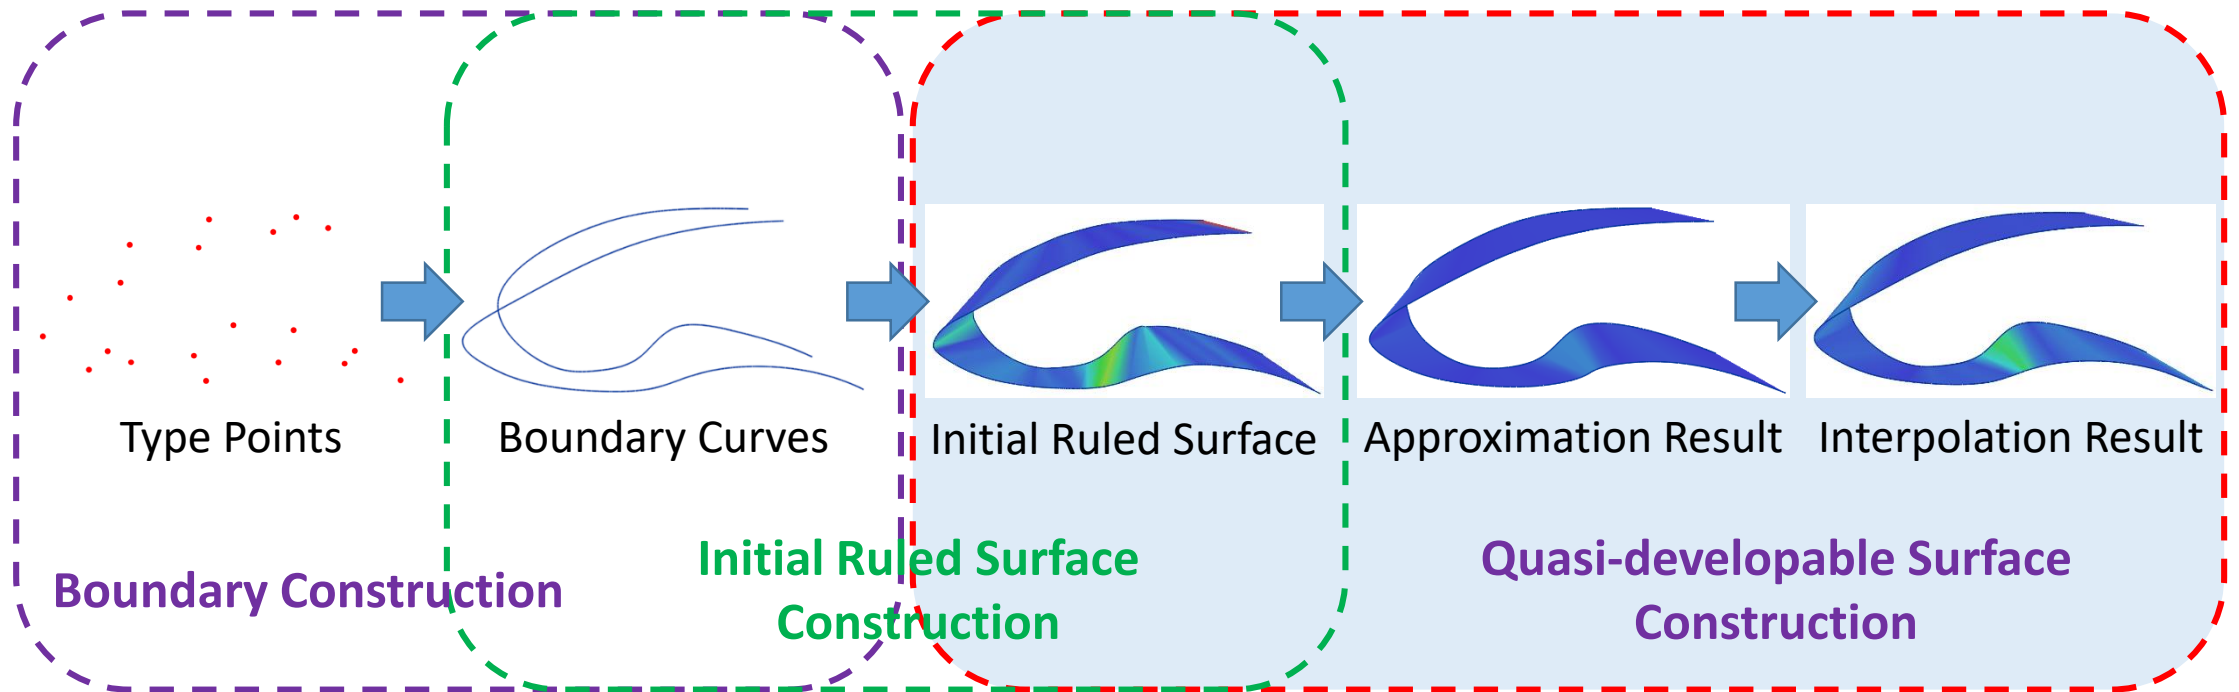 Type Points
Boundary Curves
Initial Ruled Surface
Approximation Result
Interpolation Result
Boundary Construction
Initial Ruled Surface
Construction
Quasi-developable Surface
Construction